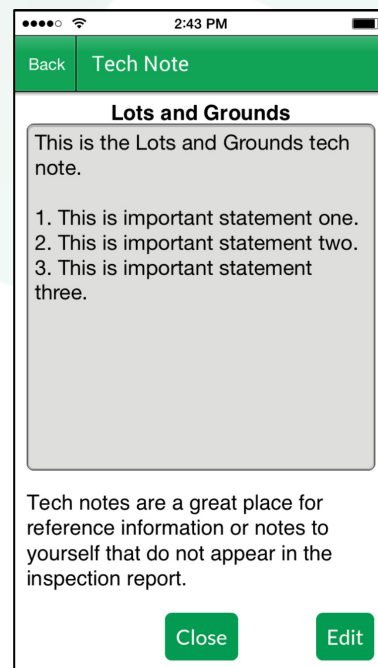 2:43 PM
Back Tech Note
Lots and Grounds
This is the Lots and Grounds tech
note.
1. This is important statement one.
2. This is important statement two.
3. This is important statement
three.
Tech notes are a great place for
reference information or notes to
yourself that do not appear in the
inspection report.
Close Edit